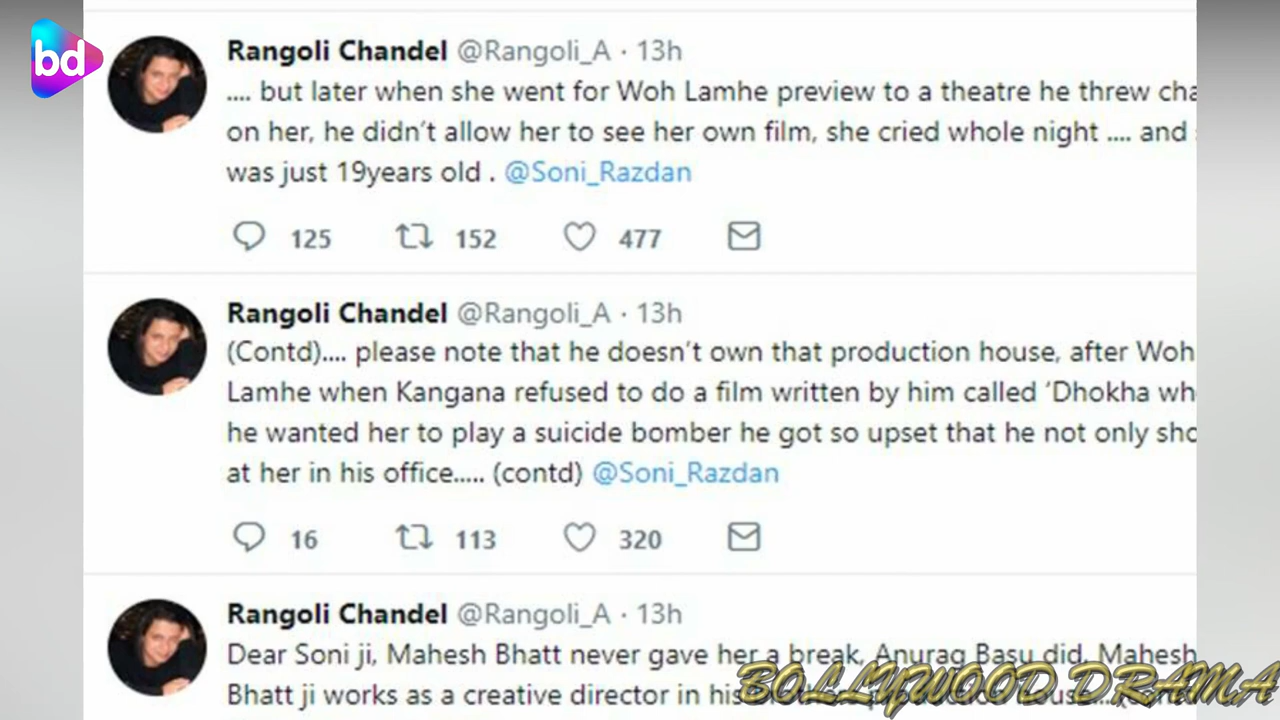 bd
Rangoli Chandel @Rangoli_A · 13h
.... but later when she went for Woh Lamhe preview to a theatre he threw
on her, he didn't allow her to see her own film, she cried whole night .... and
was just 19years old . @Soni_Razdan
125 152 477
Rangoli Chandel @Rangoli_A · 13h
(Contd).... please note that he doesn't own that production house, after Woh
Lamhe when Kangana refused to do a film written by him called 'Dhokha
he wanted her to play a suicide bomber he got so upset that he not only
at her in his office..... (contd) @Soni_Razdan
16 113 320
Rangoli Chandel @Rangoli_A · 13h
Dear Soni ji, Mahesh Bhatt never gave her a break, Anurag Basu did, Mahesh
Bhatt ji works as a creative director in his
BOLLYWOOD DRAMA